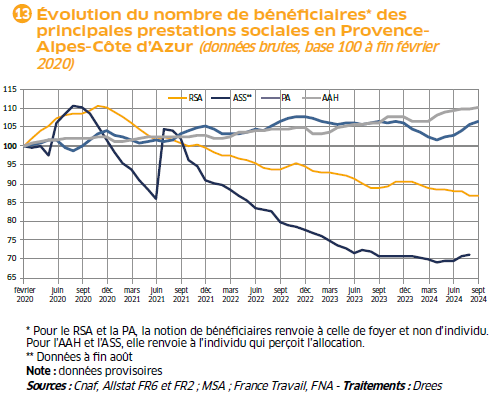 13 Évolution du nombre de bénéficiaires* des
principales prestations sociales en Provence-
Alpes-Côte d'Azur (données brutes, base 100 à fin février
2020)
RSA ASS** PA AAH
115
110
105
100
95
90
85
80
75
70
65
février 2020
juin 2020
sept 2020
déc 2020
mars 2021
juin 2021
sept 2021
déc 2021
mars 2022
juin 2022
sept 2022
déc 2022
mars 2023
juin 2023
sept 2023
déc 2023
mars 2024
juin 2024
sept 2024
* Pour le RSA et la PA, la notion de bénéficiaires renvoie à celle de foyer et non d'individu.
Pour l'AAH et l'ASS, elle renvoie à l'individu qui perçoit l'allocation.
** Données à fin août
Note : données provisoires
Sources : Cnaf, Allstat FR6 et FR2 ; MSA ; France Travail, FNA - Traitements : Drees